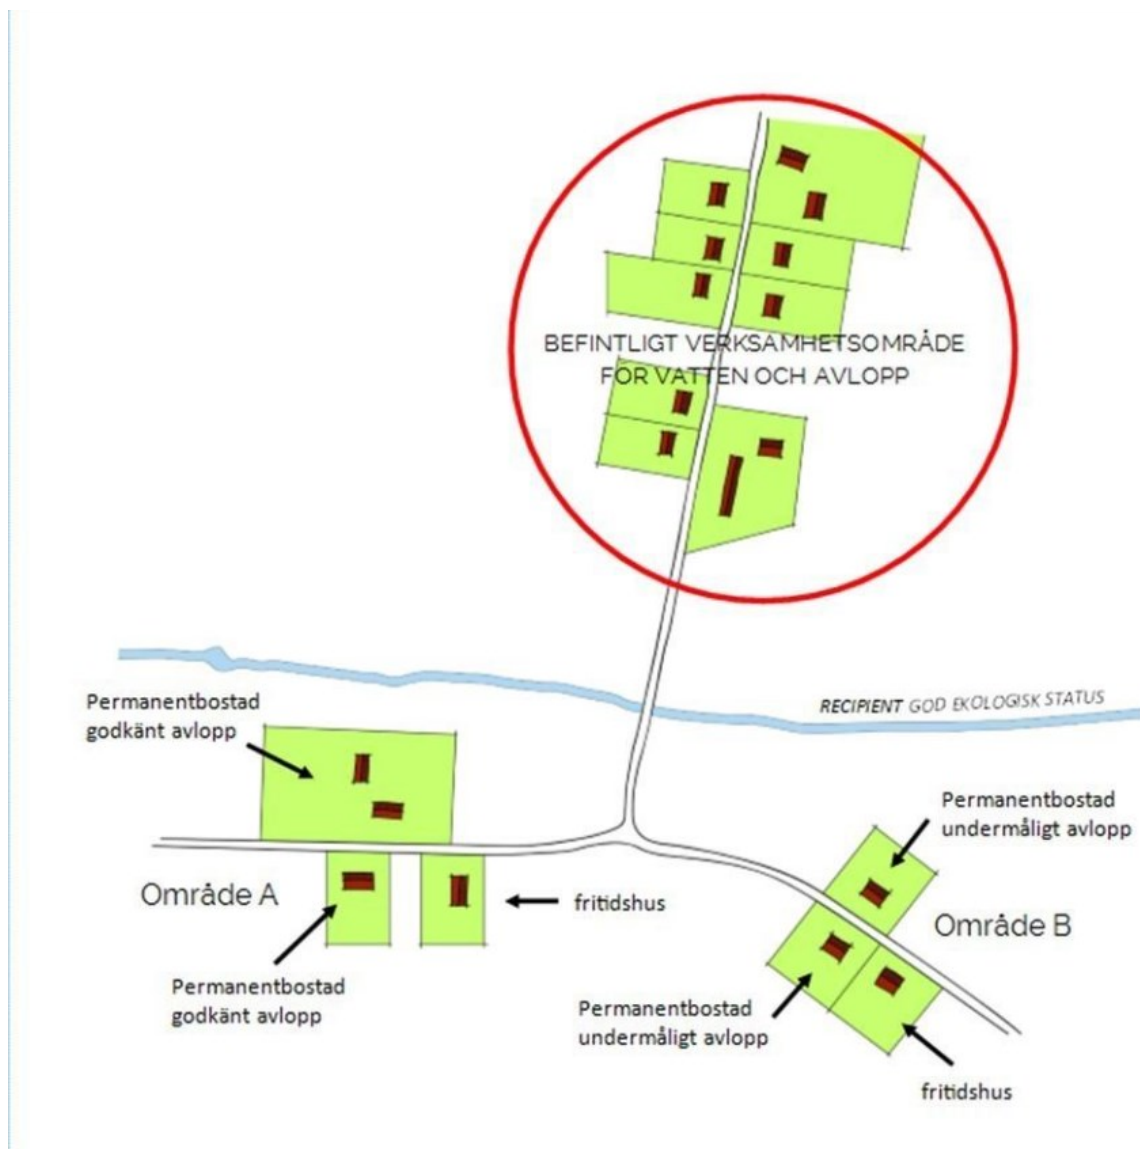 BEFINTLIGT VERKSAMHETSOMRÅDE
FÖR VATTEN OCH AVLOPP
RECIPIENT GOD EKOLOGISK STATUS
Permanentbostad
godkänt avlopp
Permanentbostad
undermåligt avlopp
Område A
fritidshus
Område B
Permanentbostad
godkänt avlopp
Permanentbostad
undermåligt avlopp
fritidshus